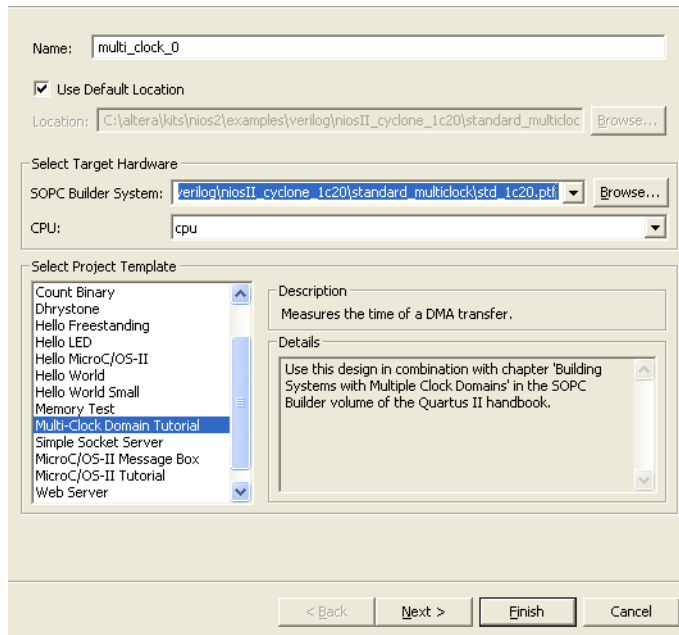 Name: multi_clock_0
Use Default Location
Location: C:\altera\kits\nios2\examples\verilog\niosII_cyclone_1c20\standard_multicloc Browse...
Select Target Hardware
SOPC Builder System: verilog\niosII_cyclone_1c20\standard_multiclock\std_1c20.ptf Browse...
CPU: cpu
Select Project Template
Count Binary
Dhrystone
Hello Freestanding
Hello LED
Hello MicroC/OS-II
Hello World
Hello World Small
Memory Test
Multi-Clock Domain Tutorial
Simple Socket Server
MicroC/OS-II Message Box
MicroC/OS-II Tutorial
Web Server
Description
Measures the time of a DMA transfer.
Details
Use this design in combination with chapter 'Building
Systems with Multiple Clock Domains' in the SOPC
Builder volume of the Quartus II handbook.
< Back Next > Finish Cancel